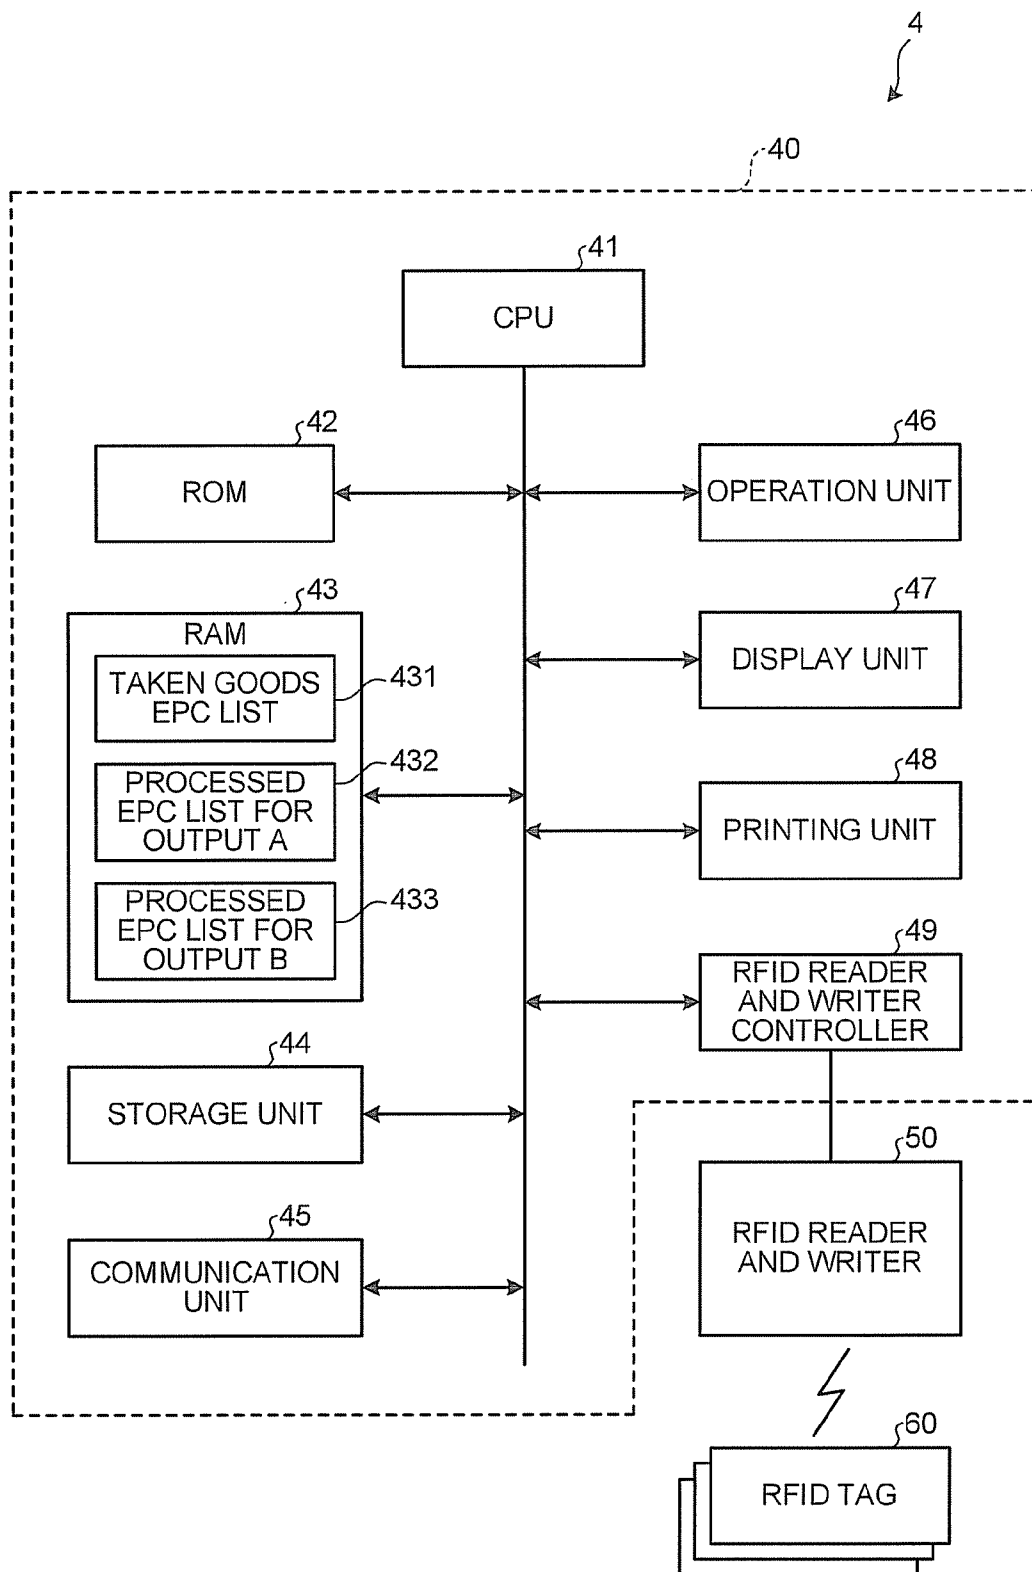 4
40
41
CPU
42
ROM
46
OPERATION UNIT
43
RAM
TAKEN GOODS
EPC LIST
431
432
PROCESSED
EPC LIST FOR
OUTPUT A
433
PROCESSED
EPC LIST FOR
OUTPUT B
47
DISPLAY UNIT
48
PRINTING UNIT
49
RFID READER
AND WRITER
CONTROLLER
44
STORAGE UNIT
50
RFID READER
AND WRITER
45
COMMUNICATION
UNIT
60
RFID TAG